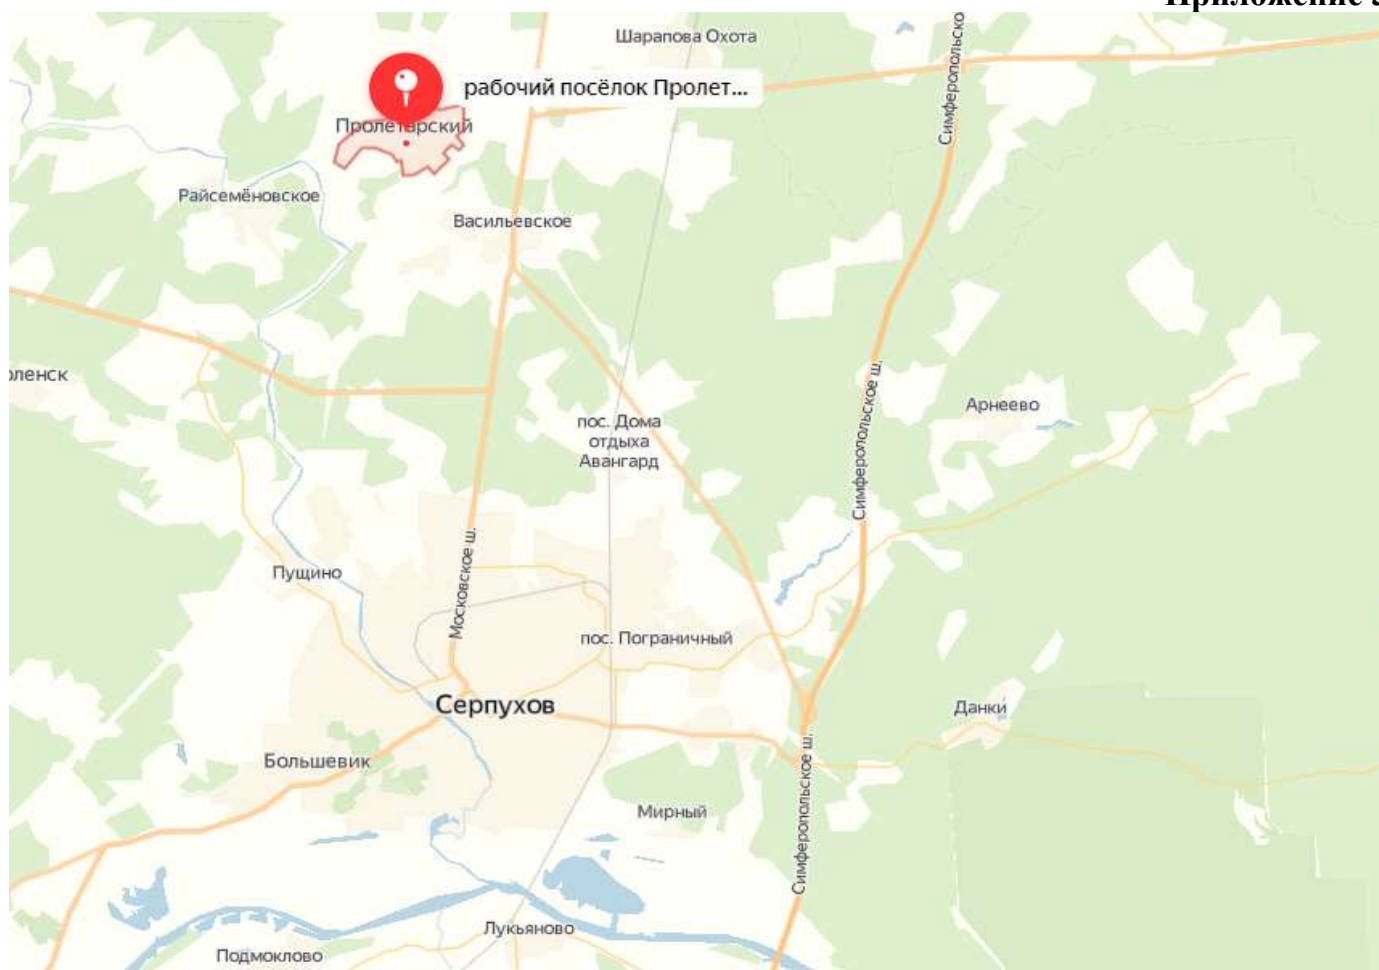 Приложение
Шарапова Охота
рабочий посёлок Пролет...
Пролетарский
Симферопольско
Райсемёновское
Васильевское
оленск
Арнеево
пос. Дома
отдыха
Авангард
Симферопольское ш.
Московское ш.
Пущино
пос. Пограничный
Серпухов
Данки
Большевик
Симферопольское ш.
Мирный
Лукьяново
Подмоклово